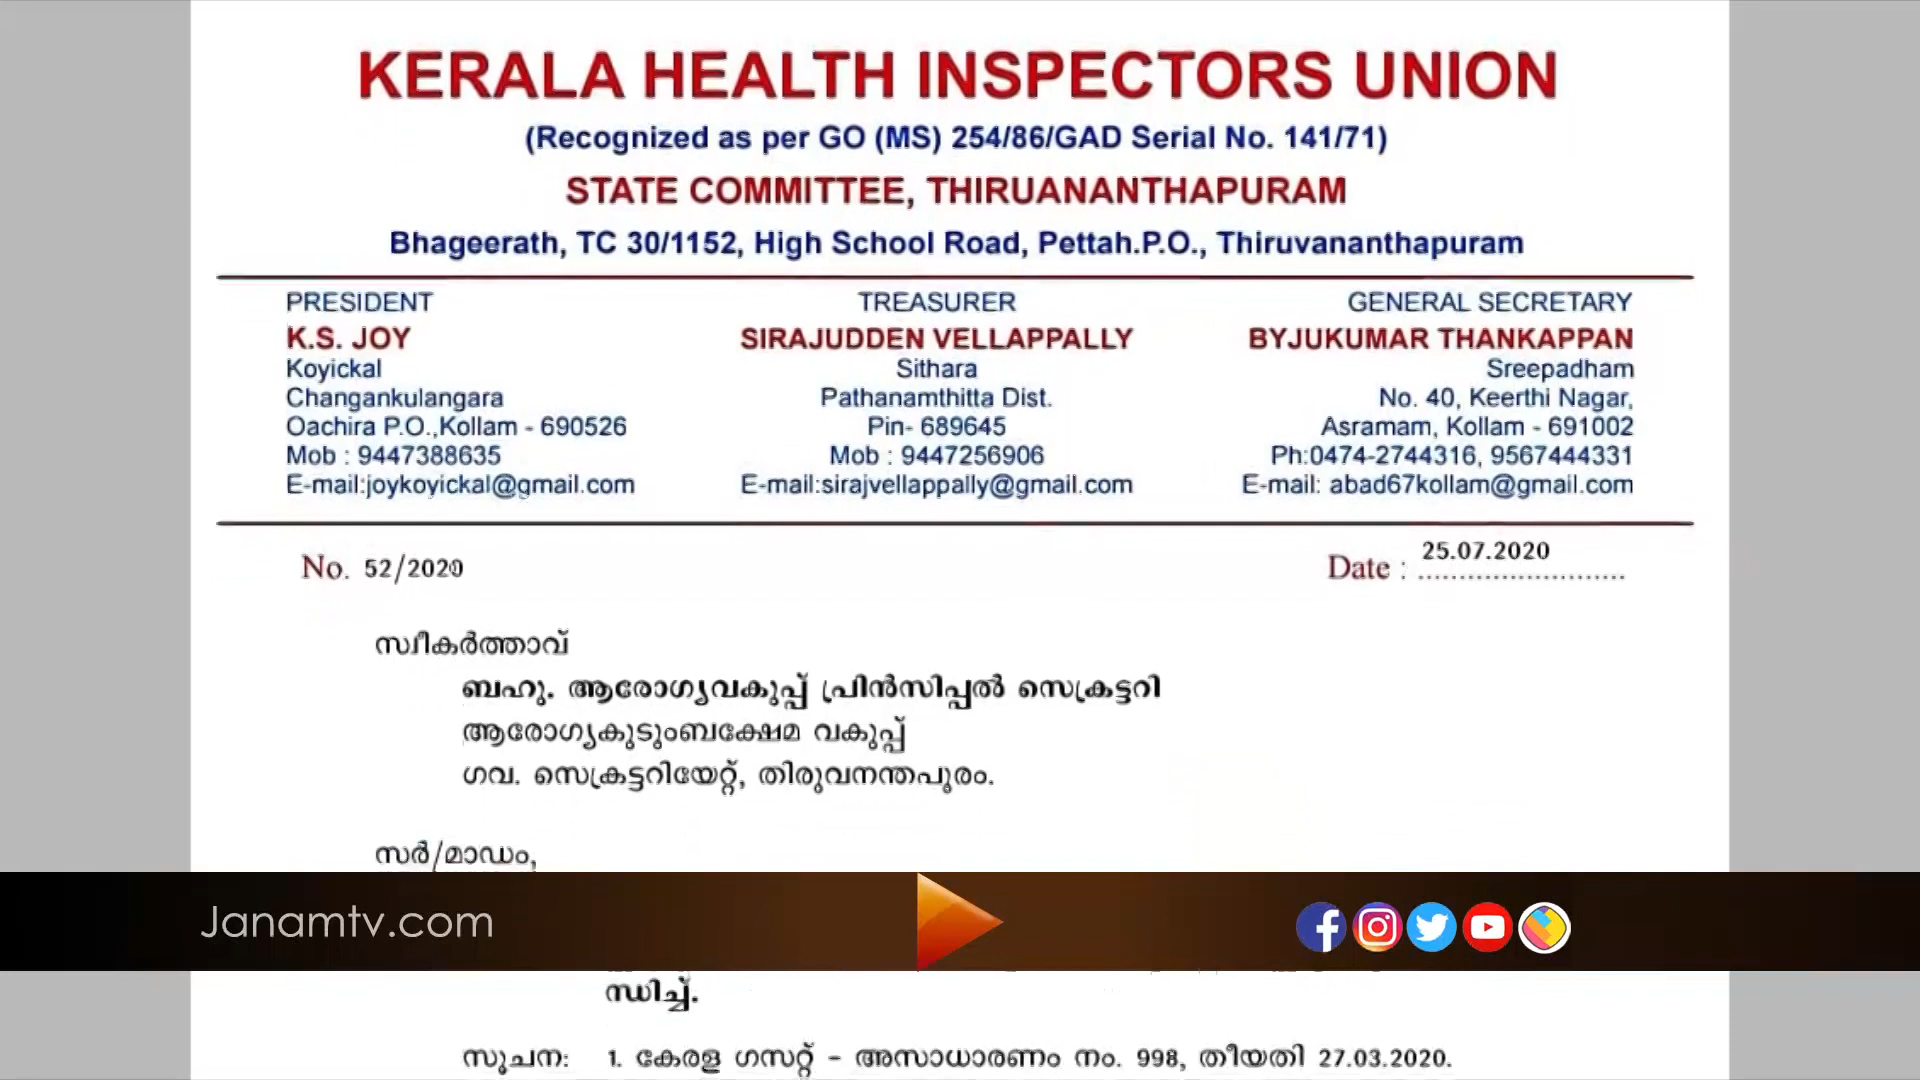 KERALA HEALTH INSPECTORS UNION
(Recognized as per GO (MS) 254/86/GAD Serial No. 141/71)
STATE COMMITTEE, THIRUANANTHAPURAM
Bhageerath, TC 30/1152, High School Road, Pettah.P.O., Thiruvananthapuram
PRESIDENT
K.S. JOY
Koyickal
Changankulangara
Oachira P.O.,Kollam - 690526
Mob : 9447388635
E-mail:joykoyickal@gmail.com
TREASURER
SIRAJUDDEN VELLAPPALLY
Sithara
Pathanamthitta Dist.
Pin- 689645
Mob : 9447256906
E-mail:sirajvellappally@gmail.com
GENERAL SECRETARY
BYJUKUMAR THANKAPPAN
Sreepadham
No. 40, Keerthi Nagar,
Asramam, Kollam - 691002
Ph:0474-2744316, 9567444331
E-mail: abad67kollam@gmail.com
No. 52/2020
Date : 25.07.2020
സ്വീകർത്താവ്
ബഹു. ആരോഗ്യവകുപ്പ് പ്രിൻസിപ്പൽ സെക്രട്ടറി
ആരോഗ്യകുടുംബക്ഷേമ വകുപ്പ്
ഗവ. സെക്രട്ടറിയേറ്റ്, തിരുവനന്തപുരം.
സർ/മാഡം,
Janamtv.com
ന്ധിച്ച്.
സൂചന: 1. കേരള ഗസറ്റ് - അസാധാരണം നം. 998, തീയതി 27.03.2020.